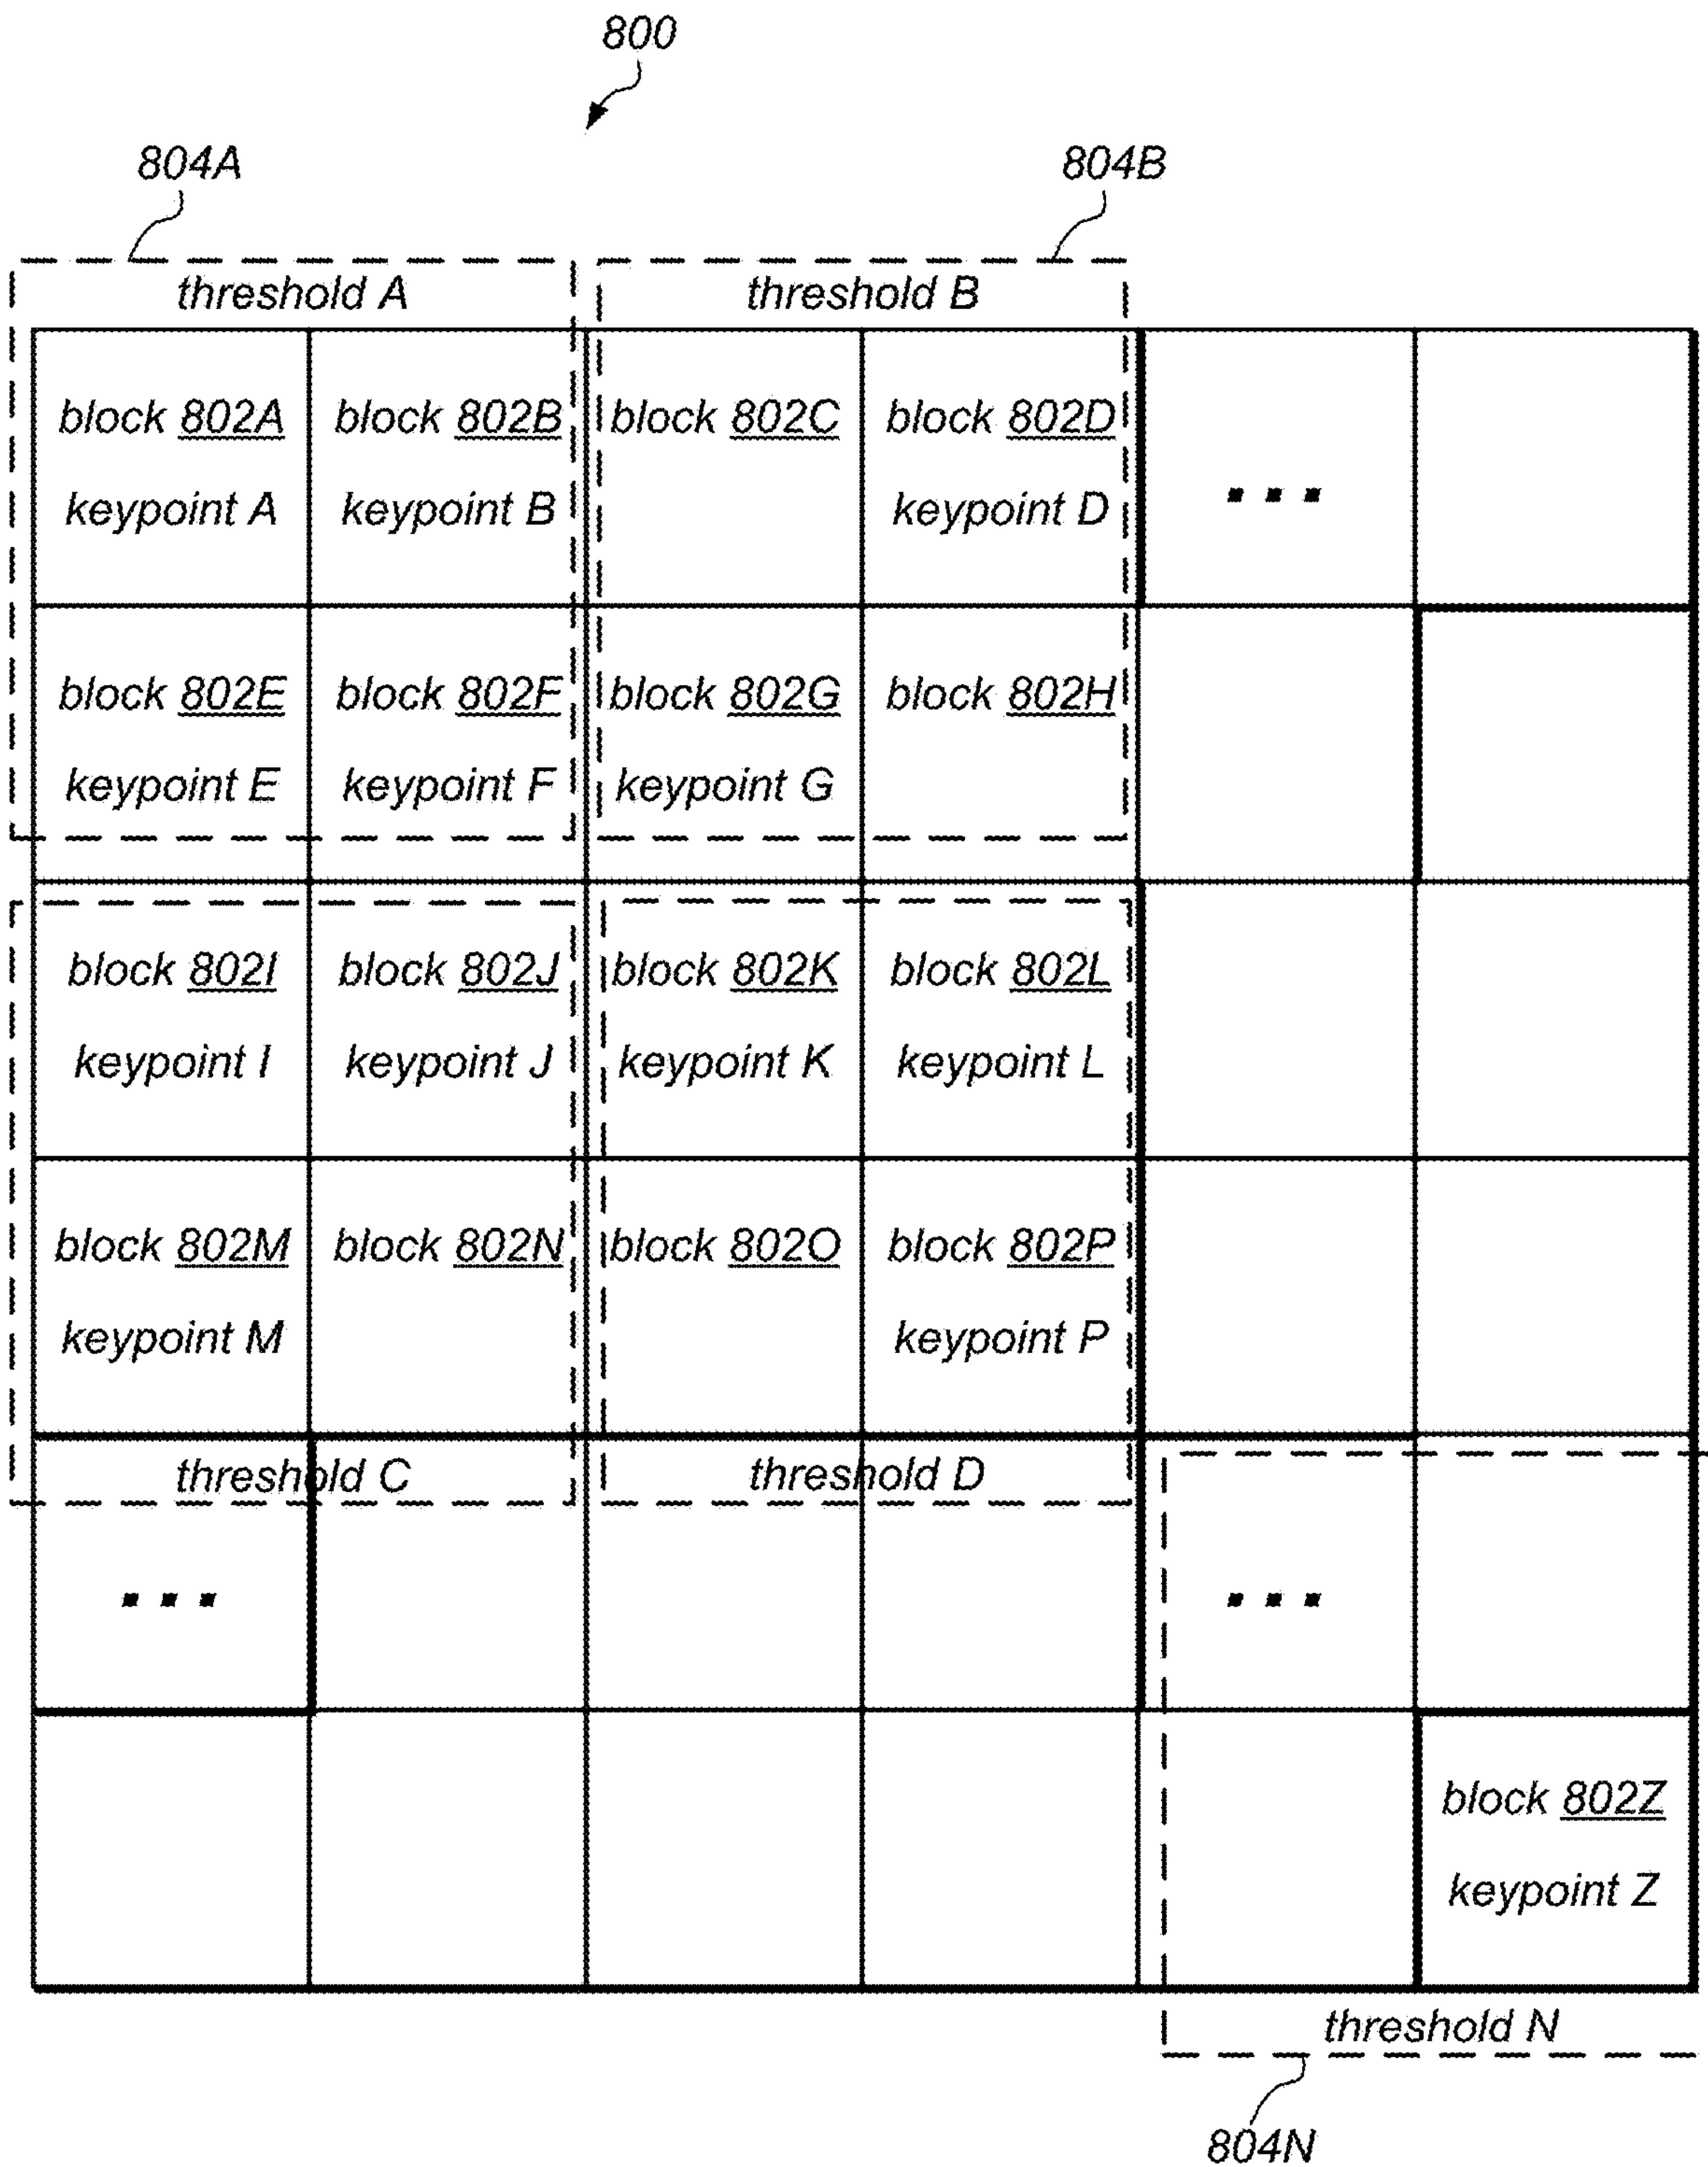 800
804A 804B
threshold A threshold B
block 802A block 802B block 802C block 802D
keypoint A keypoint B keypoint D
...
block 802E block 802F block 802G block 802H
keypoint E keypoint F keypoint G
block 802I block 802J block 802K block 802L
keypoint I keypoint J keypoint K keypoint L
block 802M block 802N block 802O block 802P
keypoint M keypoint P
threshold C threshold D
... ...
block 802Z
keypoint Z
threshold N
804N